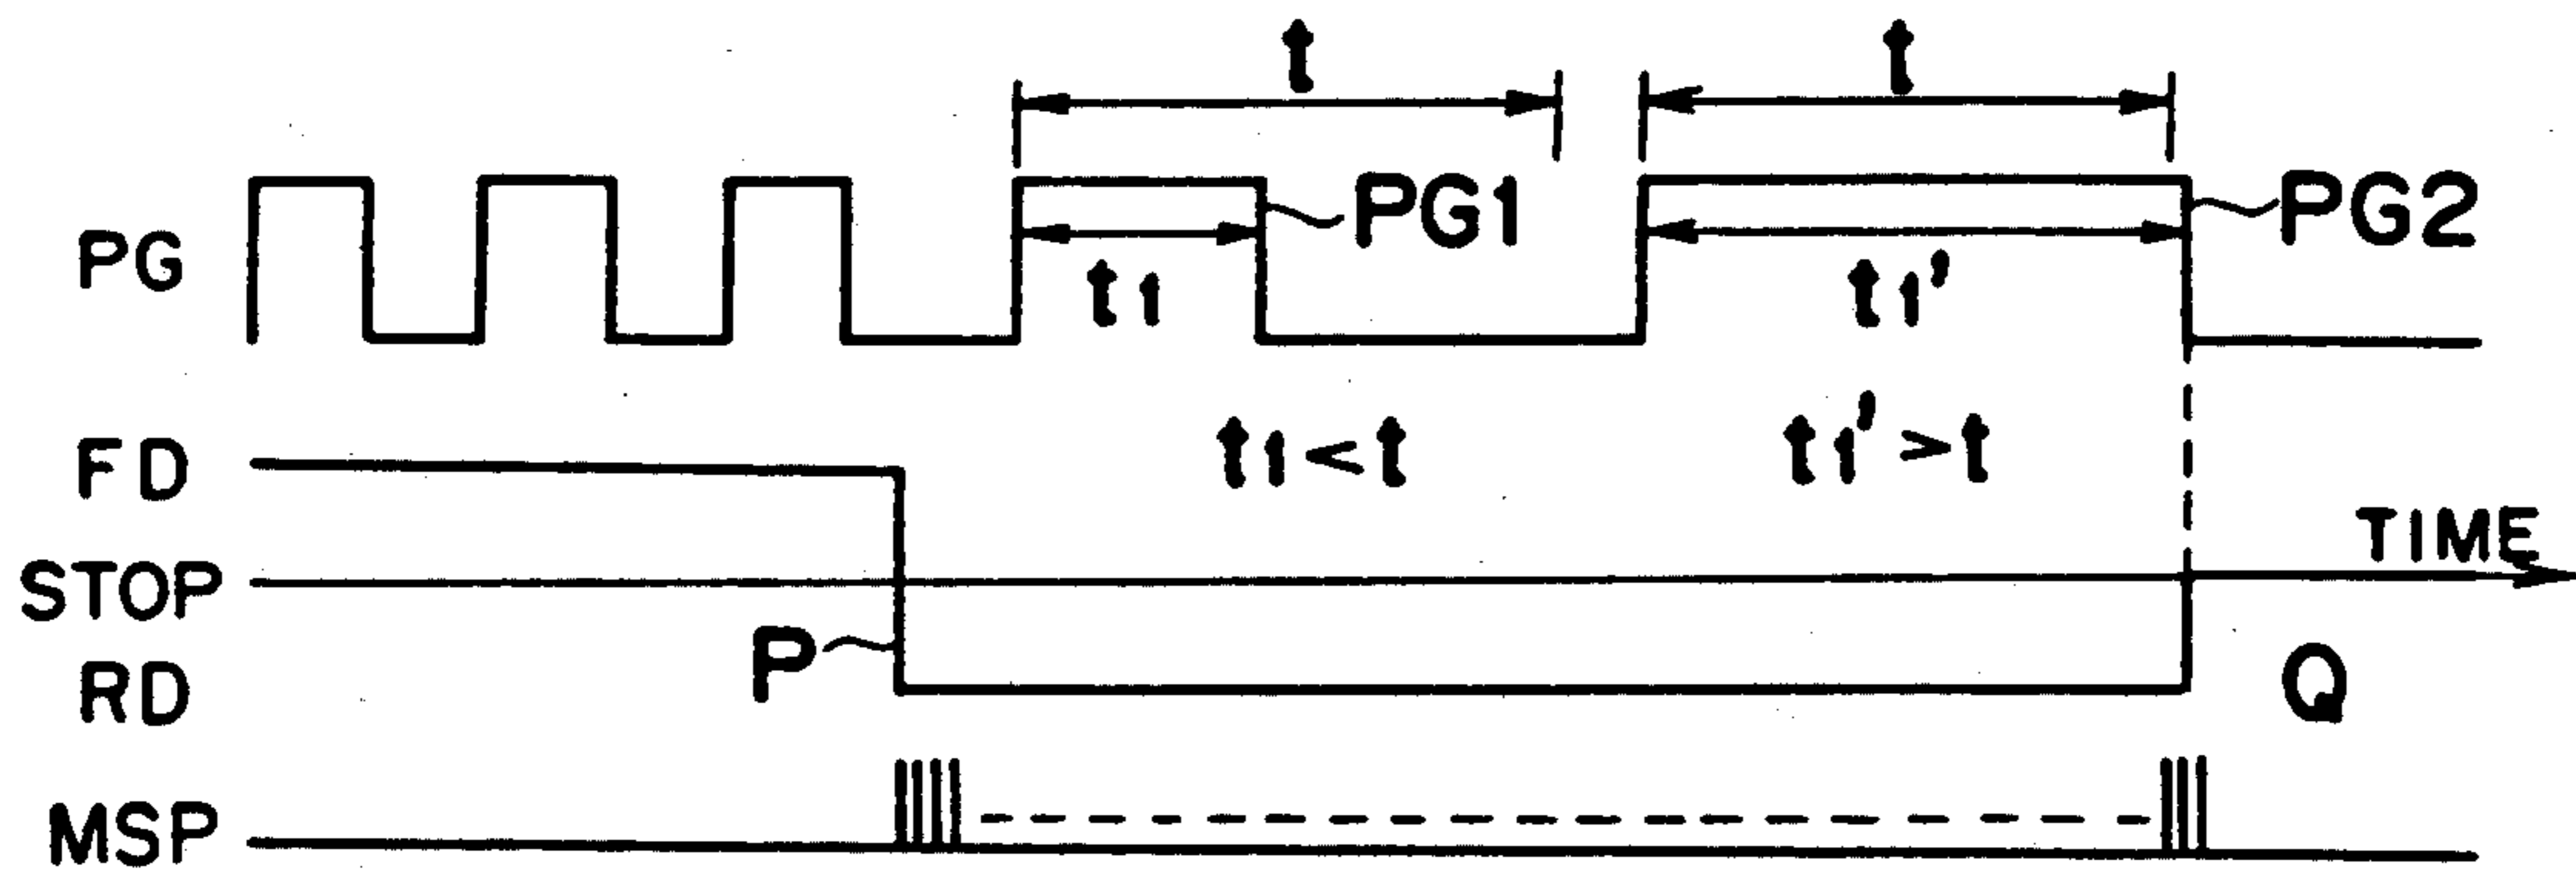 t t
PG PG1 PG2
t1 t1'
FD t1<t t1'>t
TIME
STOP
P
RD Q
MSP